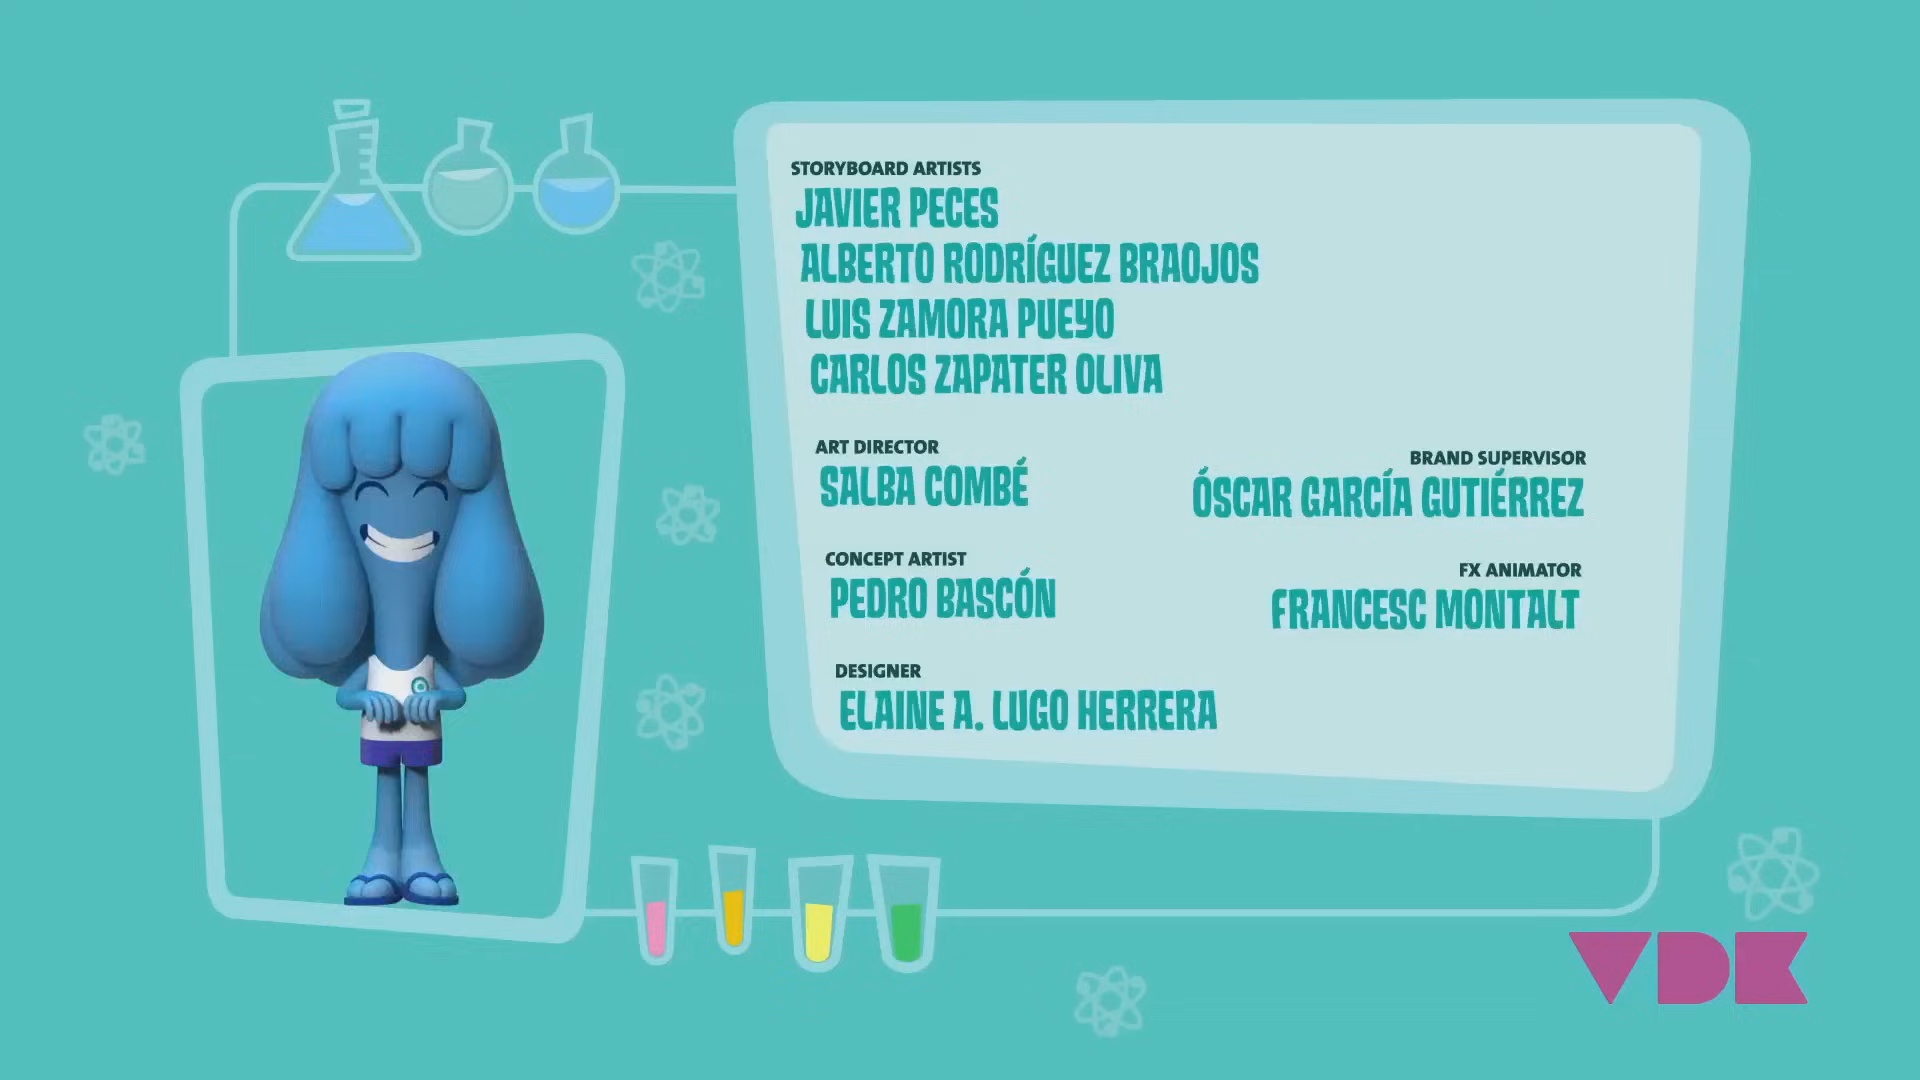 STORYBOARD ARTISTS
JAVIER PECES
ALBERTO RODRÍGUEZ BRAOJOS
LUIS ZAMORA PUEYO
CARLOS ZAPATER OLIVA
ART DIRECTOR
SALBA COMBÉ
CONCEPT ARTIST
PEDRO BASCÓN
DESIGNER
ELAINE A. LUGO HERRERA
BRAND SUPERVISOR
ÓSCAR GARCÍA GUTIÉRREZ
FX ANIMATOR
FRANCESC MONTALT
VDK